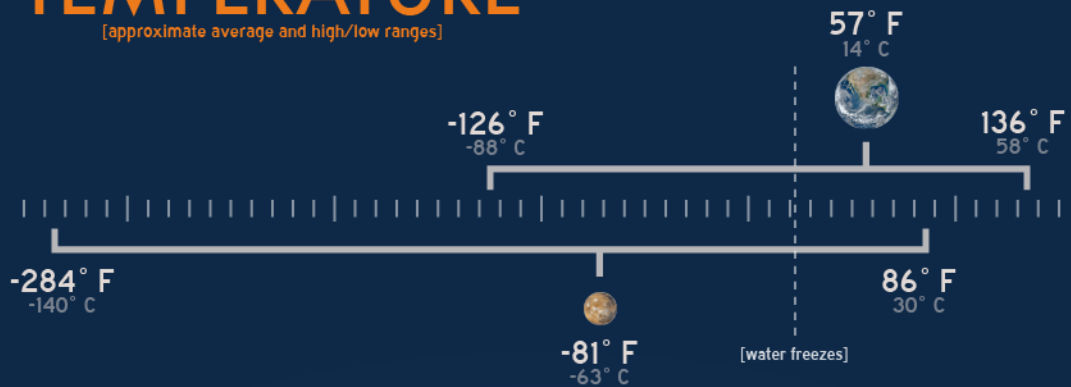 TEMPERATURE
[approximate average and high/low ranges]
57° F
14° C
-126° F
-88° C
136° F
58° C
-284° F
-140° C
86° F
30° C
-81° F
-63° C
[water freezes]